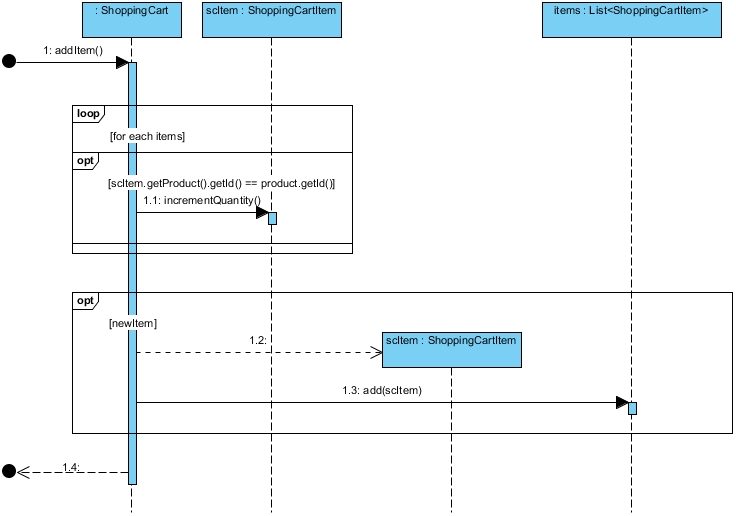 : ShoppingCart
scItem : ShoppingCartItem
items : List<ShoppingCartItem>
1: addItem()
loop
[for each items]
opt
[scItem.getProduct().getId() == product.getId()]
1.1: incrementQuantity()
opt
[newItem]
1.2:
scItem : ShoppingCartItem
1.3: add(scItem)
1.4: